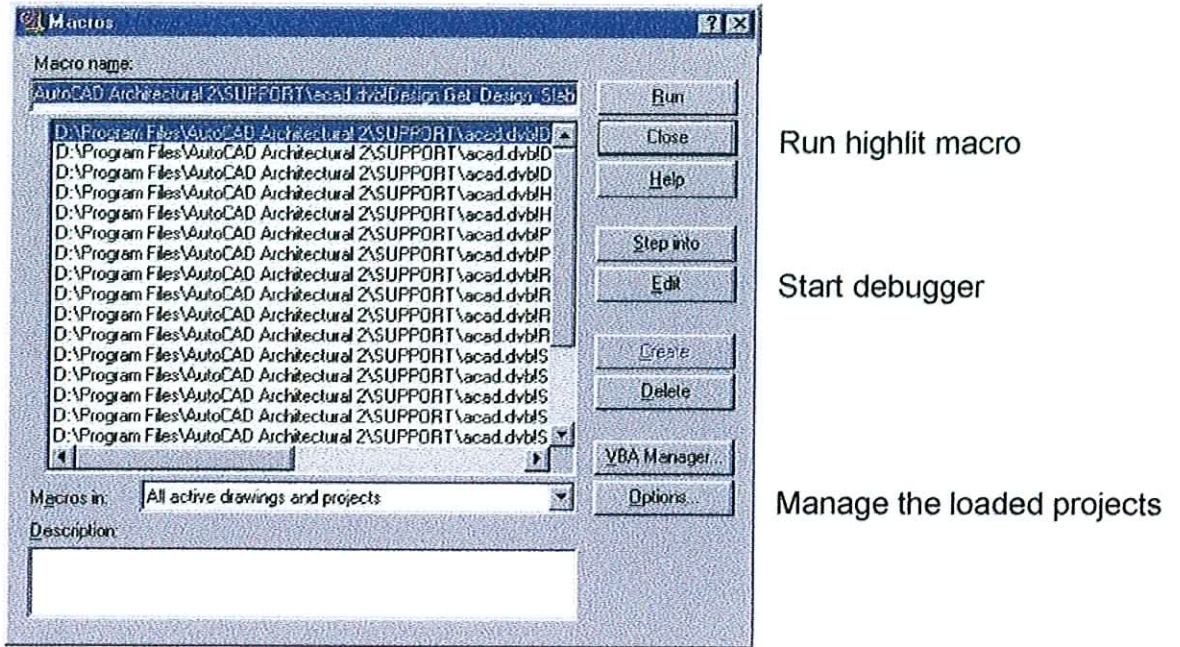 Macros
Macro name:
AutoCAD Architectural 2\SUPPORT\acad.dvb!Design Get_Design_Slab
Run
D:\Program Files\AutoCAD Architectural 2\SUPPORT\acad.dvb!D
Close
Run highlit macro
D:\Program Files\AutoCAD Architectural 2\SUPPORT\acad.dvb!D
D:\Program Files\AutoCAD Architectural 2\SUPPORT\acad.dvb!D
Help
D:\Program Files\AutoCAD Architectural 2\SUPPORT\acad.dvb!H
D:\Program Files\AutoCAD Architectural 2\SUPPORT\acad.dvb!H
D:\Program Files\AutoCAD Architectural 2\SUPPORT\acad.dvb!P
Step into
D:\Program Files\AutoCAD Architectural 2\SUPPORT\acad.dvb!P
D:\Program Files\AutoCAD Architectural 2\SUPPORT\acad.dvb!R
Edit
Start debugger
D:\Program Files\AutoCAD Architectural 2\SUPPORT\acad.dvb!R
D:\Program Files\AutoCAD Architectural 2\SUPPORT\acad.dvb!R
D:\Program Files\AutoCAD Architectural 2\SUPPORT\acad.dvb!R
Create
D:\Program Files\AutoCAD Architectural 2\SUPPORT\acad.dvb!S
D:\Program Files\AutoCAD Architectural 2\SUPPORT\acad.dvb!S
Delete
D:\Program Files\AutoCAD Architectural 2\SUPPORT\acad.dvb!S
D:\Program Files\AutoCAD Architectural 2\SUPPORT\acad.dvb!S
D:\Program Files\AutoCAD Architectural 2\SUPPORT\acad.dvb!S
VBA Manager...
Macros in:
All active drawings and projects
Options...
Manage the loaded projects
Description: